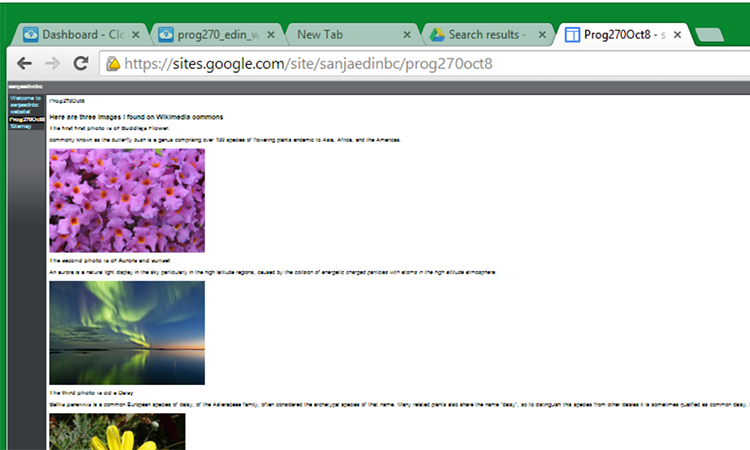 Dashboard - Clo
prog270_edin_w
New Tab
Search results -
Prog270Oct8 - s
https://sites.google.com/site/sanjaedinbc/prog270oct8
sanjaedinbc
Welcome to
sanjaedinbc
website!
Prog270Oct8
Sitemap
Prog270Oct8
Here are three images I found on Wikimedia commons
The first first photo is of Buddleja Flower.
commonly known as the butterfly bush is a genus comprising over 100 species of flowering plants endemic to Asia, Africa, and the Americas.
The second photo is of Aurora and sunset
An aurora is a natural light display in the sky particularly in the high latitude regions, caused by the collision of energetic charged particles with atoms in the high altitude atmosphere.
The third photo is od a Daisy
Bellis perennis is a common European species of daisy, of the Asteraceae family, often considered the archetypal species of that name. Many related plants also share the name "daisy", so to distinguish this species from other daisies it is sometimes qualified as common daisy,